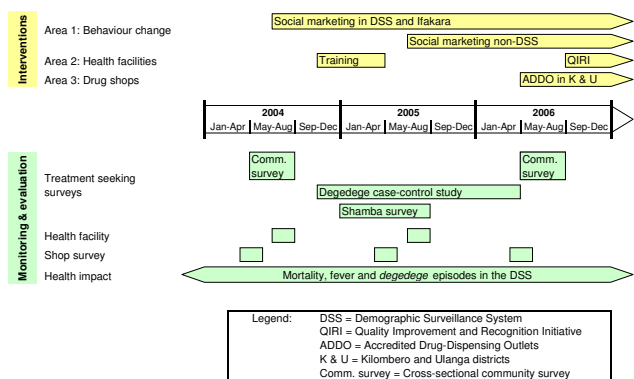 Interventions
Social marketing in DSS and Ifakara
Area 1: Behaviour change
Social marketing non-DSS
Area 2: Health facilities
Training
QIRI
Area 3: Drug shops
ADDO in K & U
2004 2005 2006
Jan-Apr May-Aug Sep-Dec Jan-Apr May-Aug Sep-Dec Jan-Apr May-Aug Sep-Dec
Monitoring & evaluation
Treatment seeking
surveys
Comm.
survey
Comm.
survey
Degedege case-control study
Shamba survey
Health facility
Shop survey
Health impact
Mortality, fever and degedege episodes in the DSS
Legend: DSS = Demographic Surveillance System
QIRI = Quality Improvement and Recognition Initiative
ADDO = Accredited Drug-Dispensing Outlets
K & U = Kilombero and Ulanga districts
Comm. survey = Cross-sectional community survey